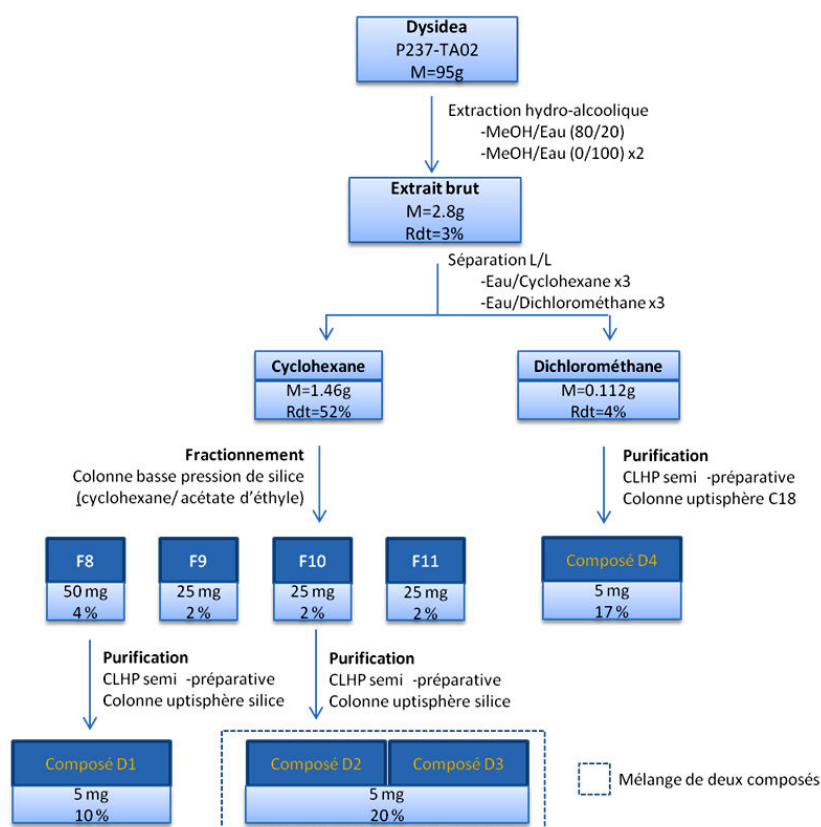 Dysidea
P237-TA02
M=95g
Extraction hydro-alcoolique
-MeOH/Eau (80/20)
-MeOH/Eau (0/100) x2
Extrait brut
M=2.8g
Rdt=3%
Séparation L/L
-Eau/Cyclohexane x3
-Eau/Dichlorométhane x3
Cyclohexane
M=1.46g
Rdt=52%
Dichlorométhane
M=0.112g
Rdt=4%
Fractionnement
Colonne basse pression de silice
(cyclohexane/ acétate d'éthyle)
Purification
CLHP semi -préparative
Colonne uptisphère C18
F8
50 mg
4 %
F9
25 mg
2 %
F10
25 mg
2 %
F11
25 mg
2 %
Composé D4
5 mg
17 %
Purification
CLHP semi -préparative
Colonne uptisphère silice
Purification
CLHP semi -préparative
Colonne uptisphère silice
Composé D1
5 mg
10 %
Composé D2
Composé D3
5 mg
20 %
Mélange de deux composés